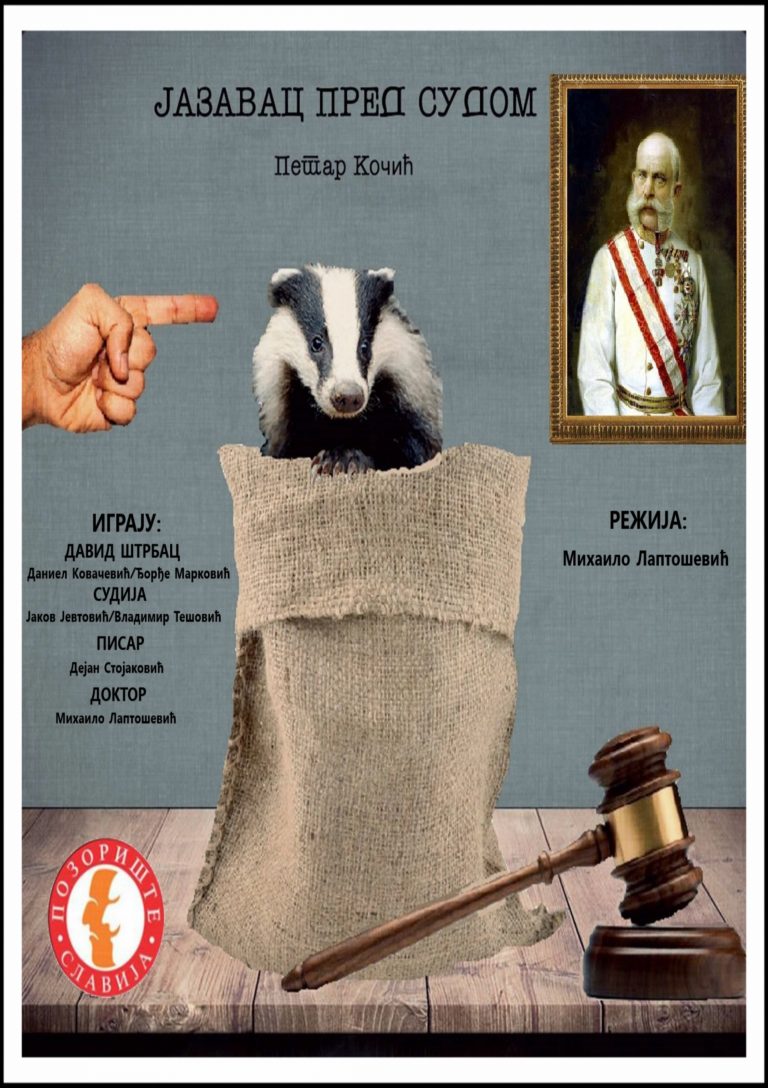 ЈАЗАВАЦ ПРЕД СУДОМ
Петар Кочић
ИГРАЈУ:
ДАВИД ШТРБАЦ
Даниел Ковачевић/Ђорђе Марковић
СУДИЈА
Јаков Јевтовић/Владимир Тешовић
ПИСАР
Дејан Стојаковић
ДОКТОР
Михаило Лаптошевић
РЕЖИЈА:
Михаило Лаптошевић
ПОЗОРИШТЕ
СЛАВИЈА